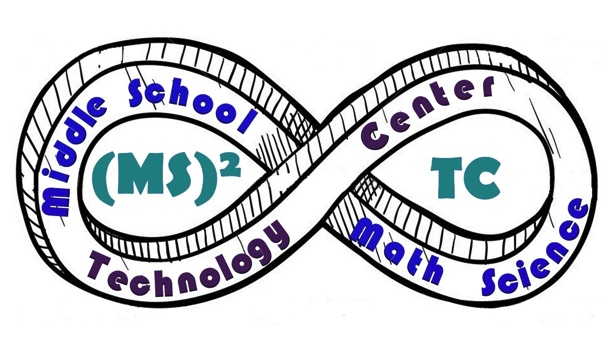 Middle School
Math Science
Technology
Center
(MS)²
TC